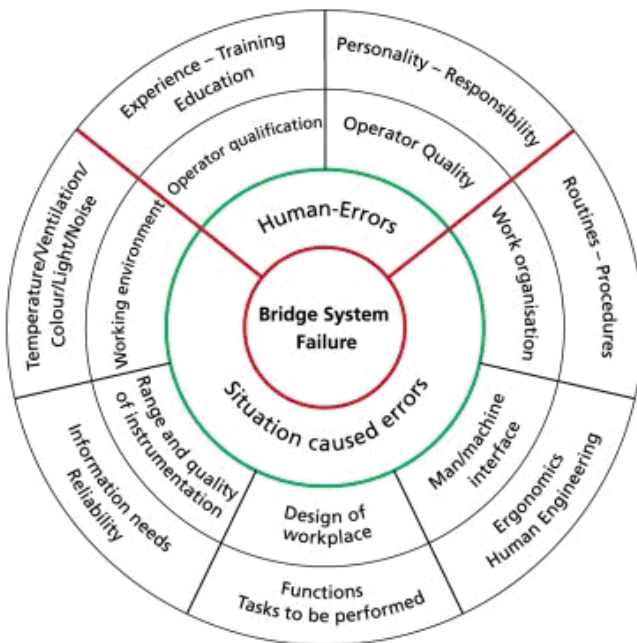 Experience – Training
Education
Personality – Responsibility
Operator qualification
Operator Quality
Temperature/Ventilation/
Colour/Light/Noise
Working environment
Human-Errors
Work organisation
Routines – Procedures
Bridge System
Failure
Situation caused errors
Information needs
Reliability
Range and quality
of instrumentation
Design of
workplace
Man/machine
interface
Ergonomics
Human Engineering
Functions
Tasks to be performed